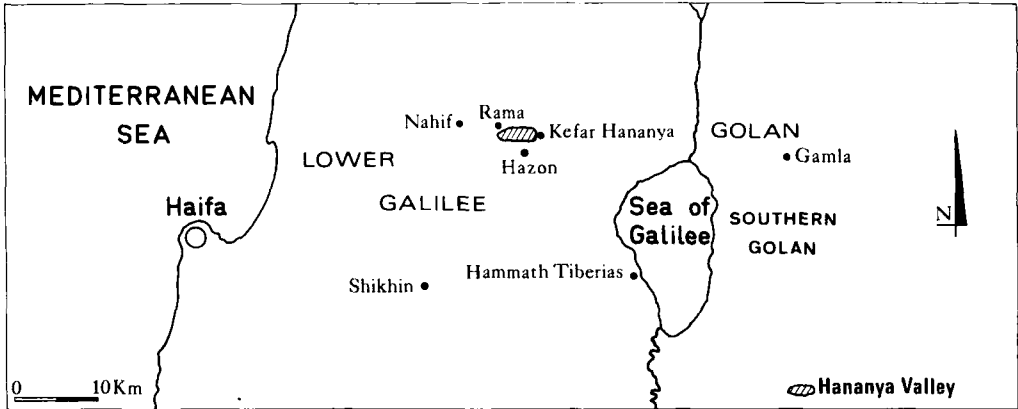 MEDITERRANEAN
SEA
Nahif
Rama
Kefar Hananya
Hazon
GOLAN
Gamla
LOWER
GALILEE
Haifa
Sea of
Galilee
SOUTHERN
GOLAN
N
Shikhin
Hammath Tiberias
0 10Km
Hananya Valley